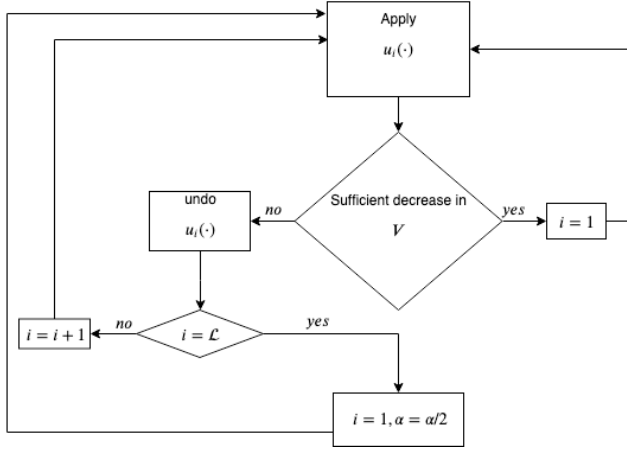 Apply
u_i(·)
Sufficient decrease in
V
yes
i = 1
no
undo
u_i(·)
i = ℒ
no
i = i + 1
yes
i = 1, α = α/2